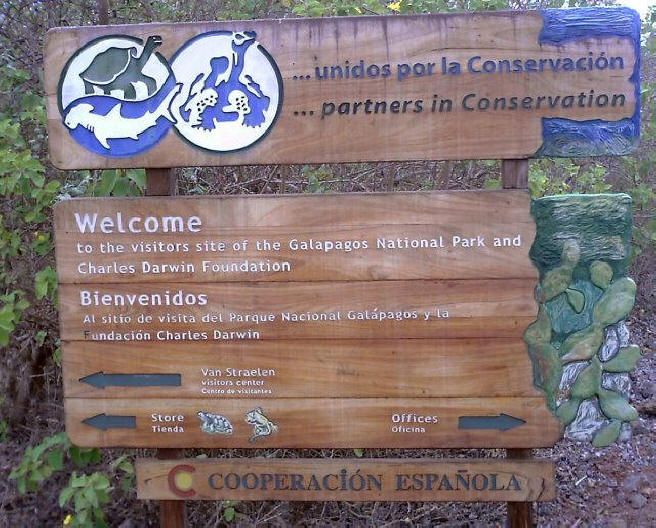 ... unidos por la Conservación
... partners in Conservation
Welcome
to the visitors site of the Galapagos National Park and
Charles Darwin Foundation
Bienvenidos
Al sitio de visita del Parque Nacional Galápagos y la
Fundación Charles Darwin
Van Straelen
visitors center
Centro de visitantes
Store
Tienda
Offices
Oficina
COOPERACIÓN ESPAÑOLA